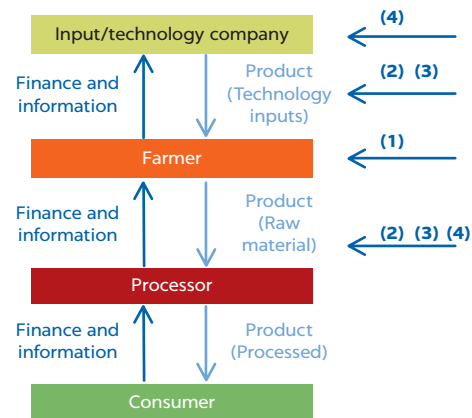 Input/technology company
(4)
Finance and
information
Product
(Technology
inputs)
(2) (3)
Farmer
(1)
Finance and
information
Product
(Raw
material)
(2) (3) (4)
Processor
Finance and
information
Product
(Processed)
Consumer